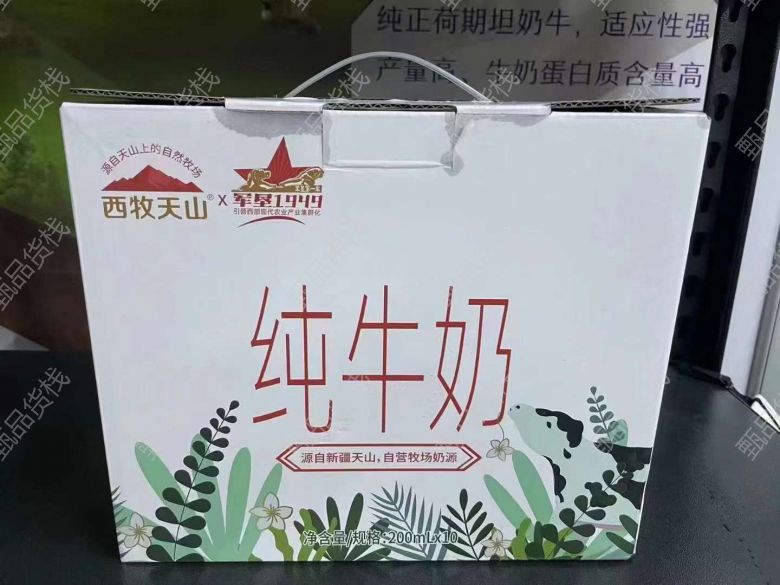 纯正荷期坦奶牛，适应性强
产量高、牛奶蛋白质含量高
源自天山上的自然牧场
西牧天山® X 军垦1949
引领西部现代农业产业集群化
纯牛奶
源自新疆天山，自营牧场奶源
净含量/规格:200mLx10
甄品货栈